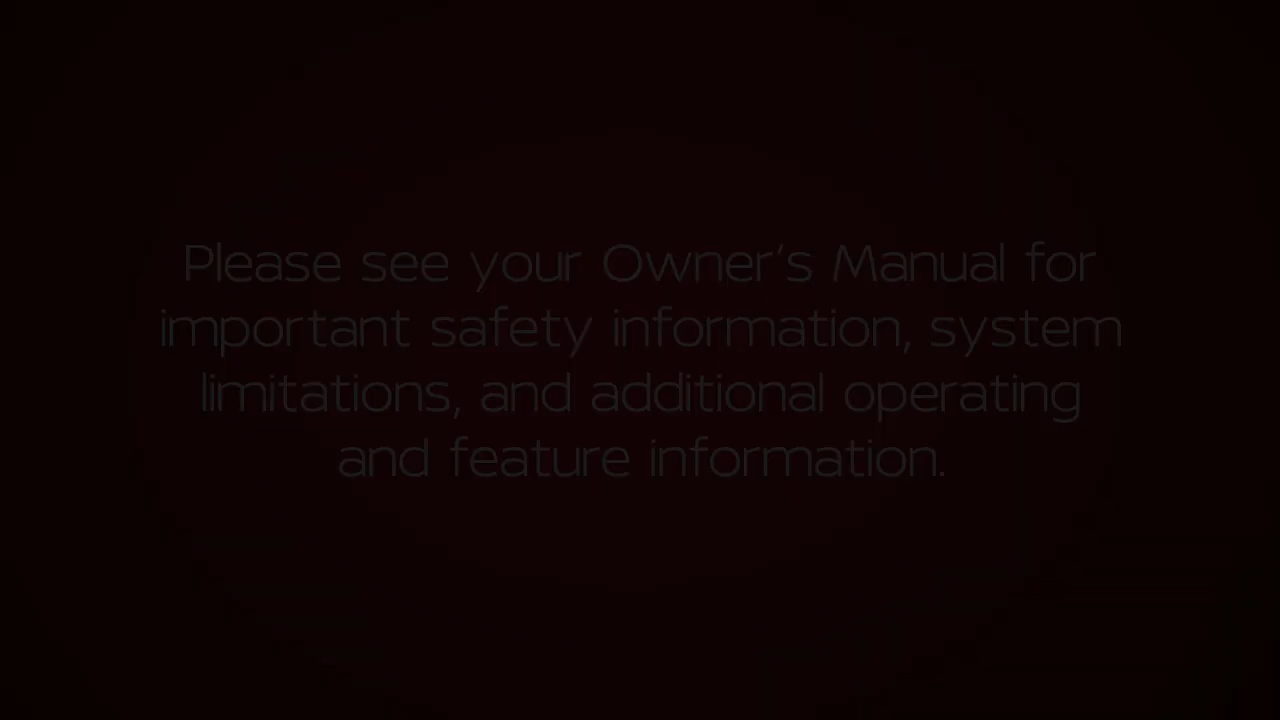 Please see your Owner’s Manual for
important safety information, system
limitations, and additional operating
and feature information.